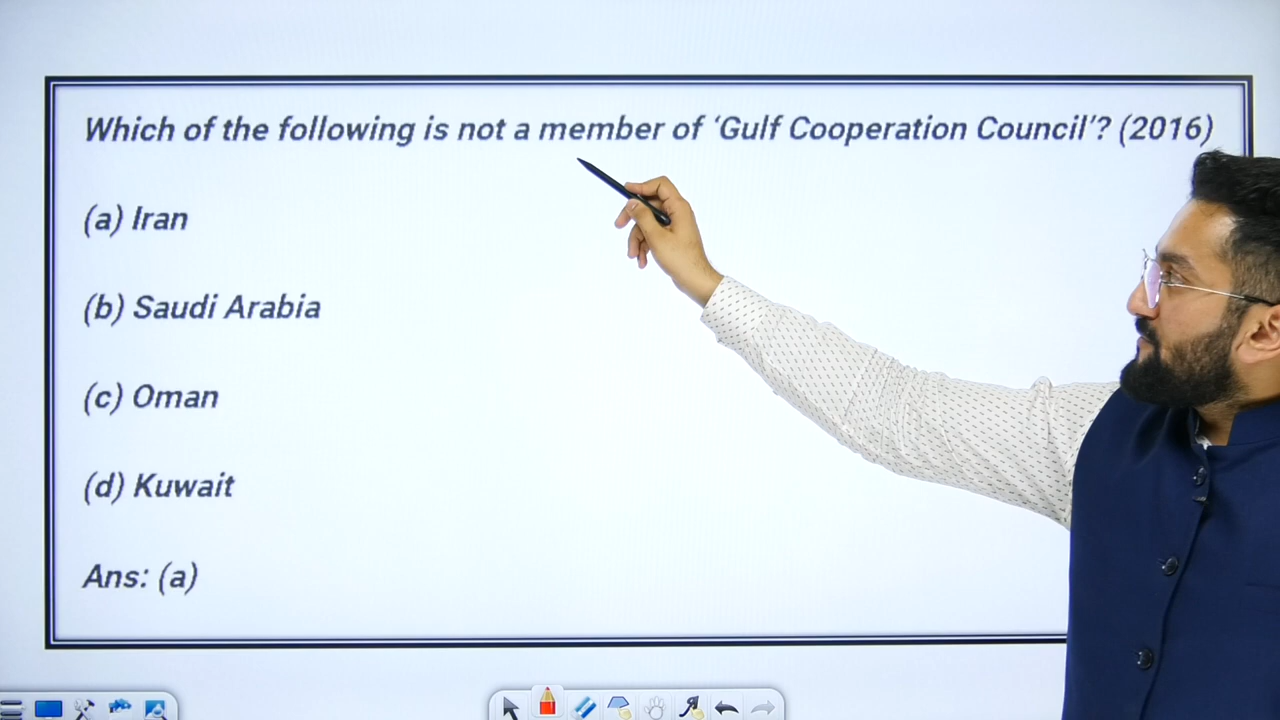 Which of the following is not a member of ‘Gulf Cooperation Council’? (2016)
(a) Iran
(b) Saudi Arabia
(c) Oman
(d) Kuwait
Ans: (a)